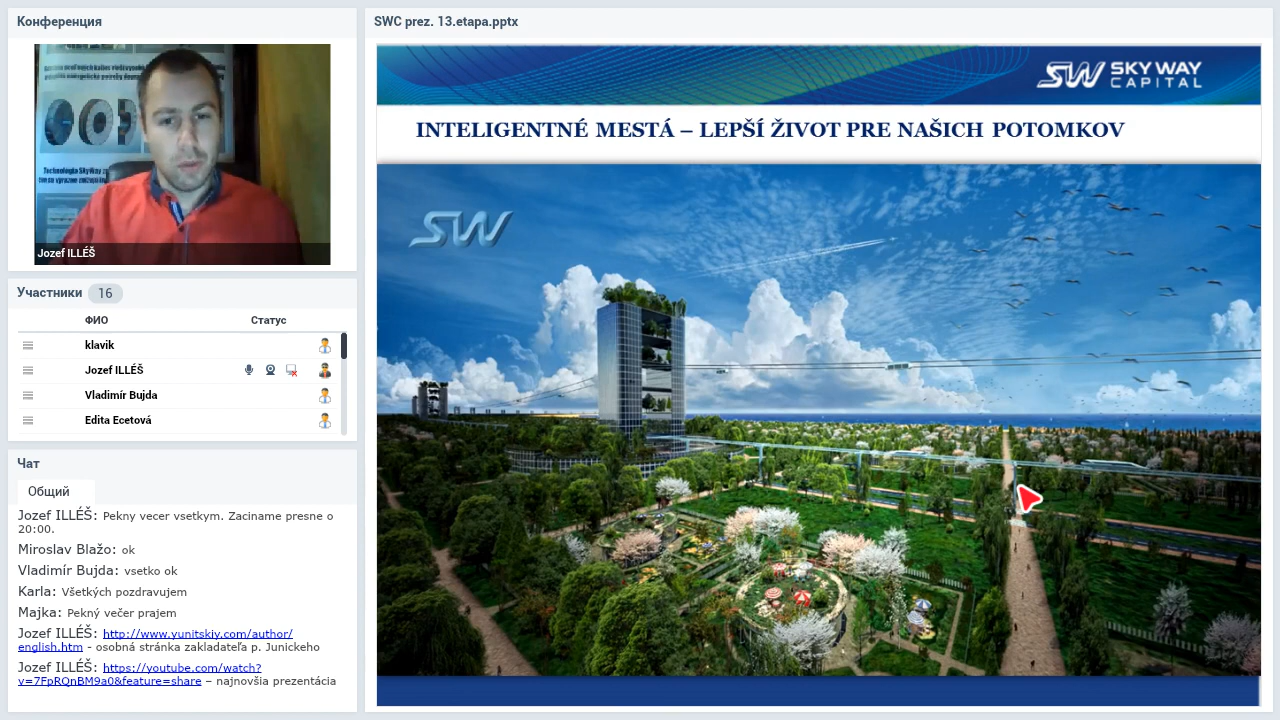 Конференция
Jozef ILLÉŠ
Участники 16
ФИО Статус
klavik
Jozef ILLÉŠ
Vladimír Bujda
Edita Ecetová
Чат
Общий
Jozef ILLÉŠ: Pekny vecer vsetkym. Zaciname presne o
20:00.
Miroslav Blažo: ok
Vladimír Bujda: vsetko ok
Karla: Všetkých pozdravujem
Majka: Pekný večer prajem
Jozef ILLÉŠ: http://www.yunitskiy.com/author/
english.htm - osobná stránka zakladateľa p. Junickeho
Jozef ILLÉŠ: https://youtube.com/watch?
v=7FpRQnBM9a0&feature=share – najnovšia prezentácia
SWC prez. 13.etapa.pptx
SW SKY WAY
CAPITAL
INTELIGENTNÉ MESTÁ – LEPŠÍ ŽIVOT PRE NAŠICH POTOMKOV
SW